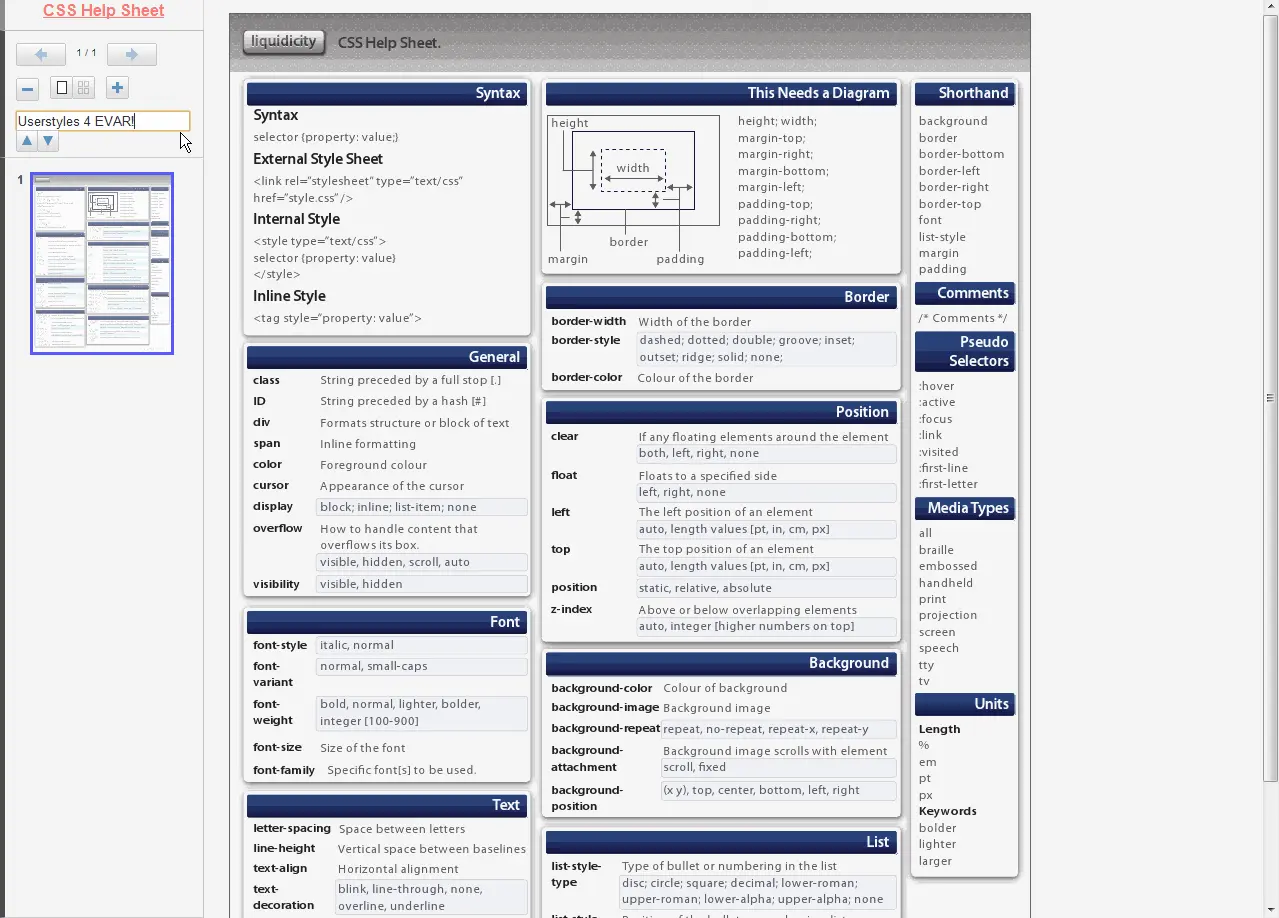 CSS Help Sheet
1 / 1
Userstyles 4 EVAR!
1
liquidicity
CSS Help Sheet.
Syntax
Syntax
selector {property: value;}
External Style Sheet
<link rel=”stylesheet” type=”text/css”
href=”style.css”/>
Internal Style
<style type=”text/css”>
selector {property: value}
</style>
Inline Style
<tag style=”property: value”>
General
class String preceded by a full stop [.]
ID String preceded by a hash [#]
div Formats structure or block of text
span Inline formatting
color Foreground colour
cursor Appearance of the cursor
display block; inline; list-item; none
overflow How to handle content that
overflows its box.
visible, hidden, scroll, auto
visibility visible, hidden
Font
font-style italic, normal
font- normal, small-caps
variant
font- bold, normal, lighter, bolder,
weight integer [100-900]
font-size Size of the font
font-family Specific font[s] to be used.
Text
letter-spacing Space between letters
line-height Vertical space between baselines
text-align Horizontal alignment
text- blink, line-through, none,
decoration overline, underline
This Needs a Diagram
height
width
border
margin padding
height; width;
margin-top;
margin-right;
margin-bottom;
margin-left;
padding-top;
padding-right;
padding-bottom;
padding-left;
Border
border-width Width of the border
border-style dashed; dotted; double; groove; inset;
outset; ridge; solid; none;
border-color Colour of the border
Position
clear If any floating elements around the element
both, left, right, none
float Floats to a specified side
left, right, none
left The left position of an element
auto, length values [pt, in, cm, px]
top The top position of an element
auto, length values [pt, in, cm, px]
position static, relative, absolute
z-index Above or below overlapping elements
auto, integer [higher numbers on top]
Background
background-color Colour of background
background-image Background image
background-repeat repeat, no-repeat, repeat-x, repeat-y
background- Background image scrolls with element
attachment scroll, fixed
background- (x y), top, center, bottom, left, right
position
List
list-style- Type of bullet or numbering in the list
type disc; circle; square; decimal; lower-roman;
upper-roman; lower-alpha; upper-alpha; none
Shorthand
background
border
border-bottom
border-left
border-right
border-top
font
list-style
margin
padding
Comments
/* Comments */
Pseudo
Selectors
:hover
:active
:focus
:link
:visited
:first-line
:first-letter
Media Types
all
braille
embossed
handheld
print
projection
screen
speech
tty
tv
Units
Length
%
em
pt
px
Keywords
bolder
lighter
larger